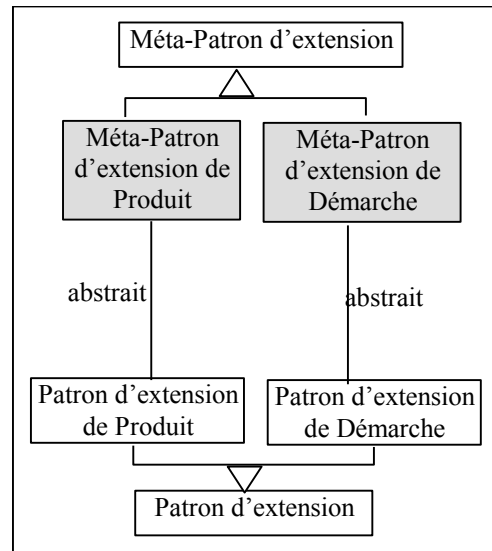 Méta-Patron d'extension
Méta-Patron
d'extension de
Produit
Méta-Patron
d'extension de
Démarche
abstrait
abstrait
Patron d'extension
de Produit
Patron d'extension
de Démarche
Patron d'extension